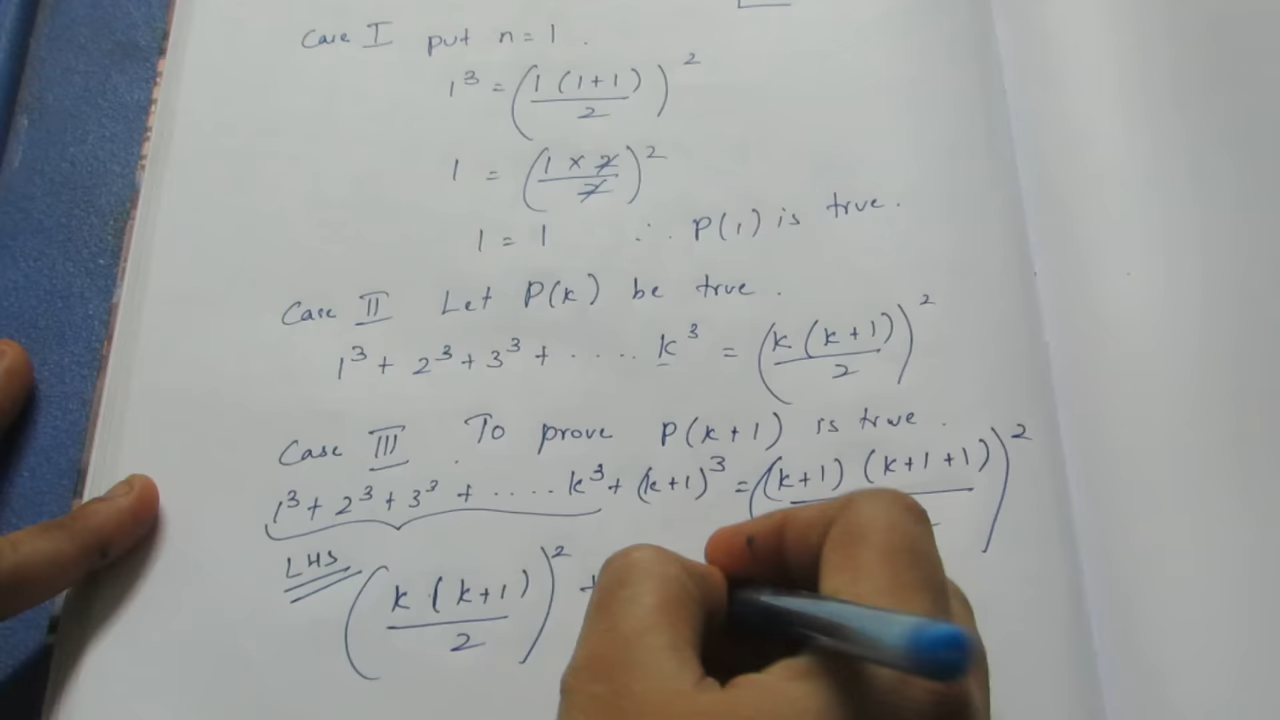 Case I put n = 1.
1³ = (1 (1+1) / 2)²
1 = (1 × 2 / 2)²
1 = 1 ∴ P(1) is true.
Case II Let P(k) be true.
1³ + 2³ + 3³ + ..... k³ = (k (k+1) / 2)²
Case III. To prove P(k+1) is true.
1³ + 2³ + 3³ + ..... k³ + (k+1)³ = ((k+1) (k+1+1)
LHS
(k (k+1) / 2)² +